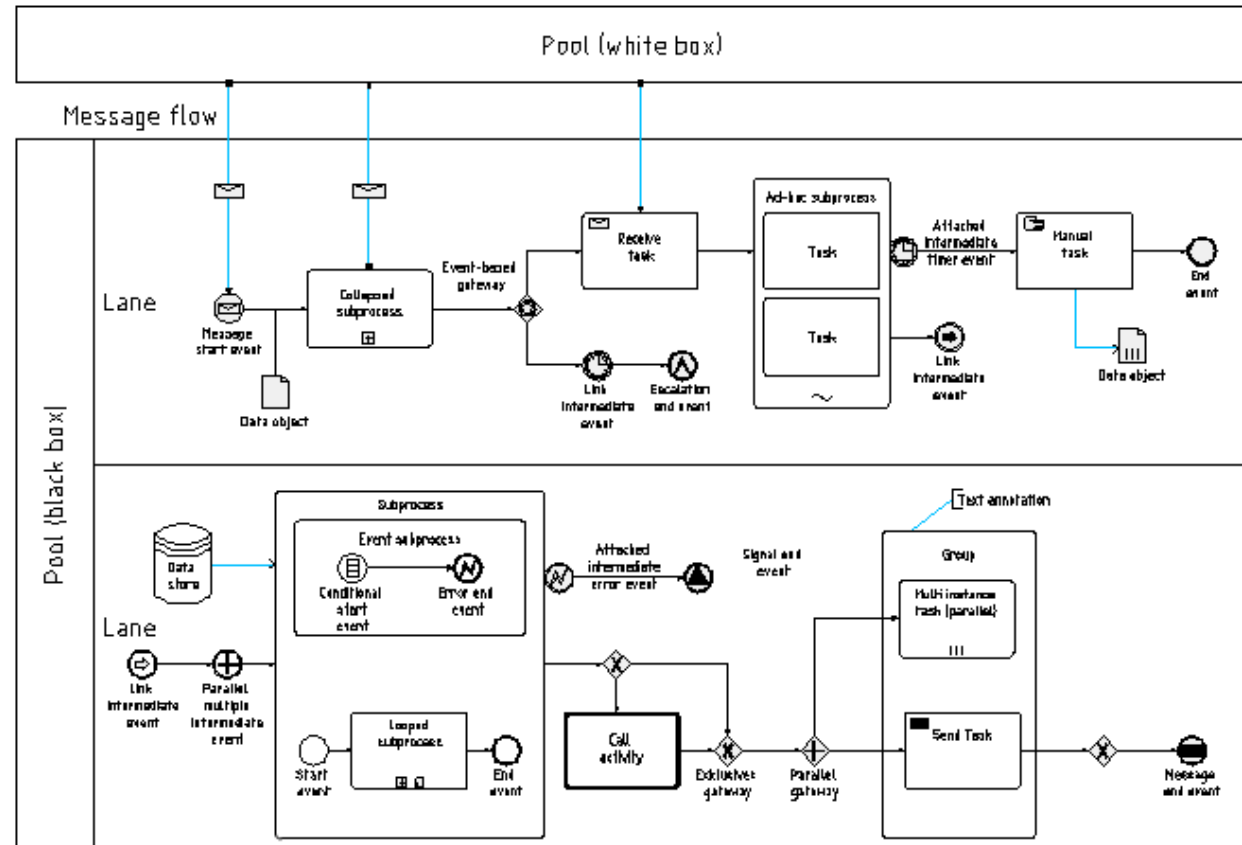 Pool (white box)
Message flow
Pool (black box)
Lane
Message
start event
Data object
Collapsed
subprocess
Event-based
gateway
Receive
task
Link
intermediate
event
Escalation
end event
Ad-hoc subprocess
Task
Task
Attached
intermediate
timer event
Link
intermediate
event
Manual
task
Data object
End
event
Lane
Data
store
Link
intermediate
event
Parallel
multiple
intermediate
event
Subprocess
Event subprocess
Conditional
start
event
Error end
event
Start
event
Looped
subprocess
End
event
Attached
intermediate
error event
Signal end
event
Call
activity
Exklusives
gateway
Parallel
gateway
Text annotation
Group
Multi instance
task (parallel)
Send Task
Message
end event